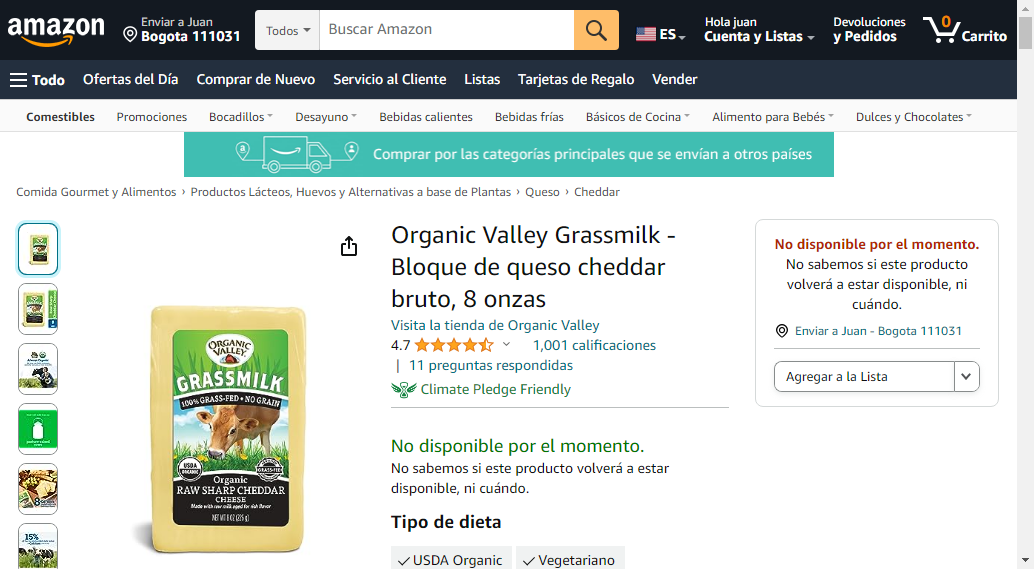 amazon
Enviar a Juan
Bogota 111031
Todos
Buscar Amazon
ES
Hola juan
Cuenta y Listas
Devoluciones
y Pedidos
0
Carrito
Todo
Ofertas del Día
Comprar de Nuevo
Servicio al Cliente
Listas
Tarjetas de Regalo
Vender
Comestibles
Promociones
Bocadillos
Desayuno
Bebidas calientes
Bebidas frías
Básicos de Cocina
Alimento para Bebés
Dulces y Chocolates
Comprar por las categorías principales que se envían a otros países
Comida Gourmet y Alimentos › Productos Lácteos, Huevos y Alternativas a base de Plantas › Queso › Cheddar
ORGANIC
VALLEY
GRASSMILK
100% GRASS-FED • NO GRAIN
USDA
ORGANIC
GRASS-FED
Organic
RAW SHARP CHEDDAR
CHEESE
Made with raw milk aged for rich flavor
NET WT 8 OZ (227g)
15%
Organic Valley Grassmilk -
Bloque de queso cheddar
bruto, 8 onzas
Visita la tienda de Organic Valley
4.7
1,001 calificaciones
| 11 preguntas respondidas
Climate Pledge Friendly
No disponible por el momento.
No sabemos si este producto volverá a estar
disponible, ni cuándo.
Tipo de dieta
USDA Organic
Vegetariano
No disponible por el momento.
No sabemos si este producto
volverá a estar disponible, ni
cuándo.
Enviar a Juan - Bogota 111031
Agregar a la Lista